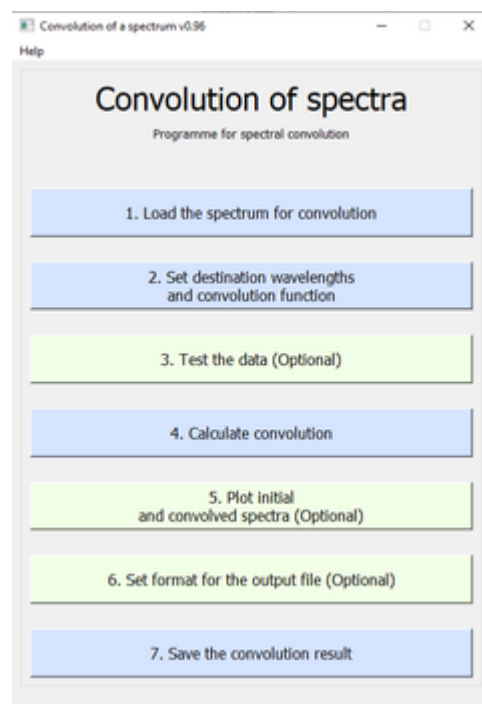 Convolution of a spectrum v0.96
Help
Convolution of spectra
Programme for spectral convolution
1. Load the spectrum for convolution
2. Set destination wavelengths
and convolution function
3. Test the data (Optional)
4. Calculate convolution
5. Plot initial
and convolved spectra (Optional)
6. Set format for the output file (Optional)
7. Save the convolution result